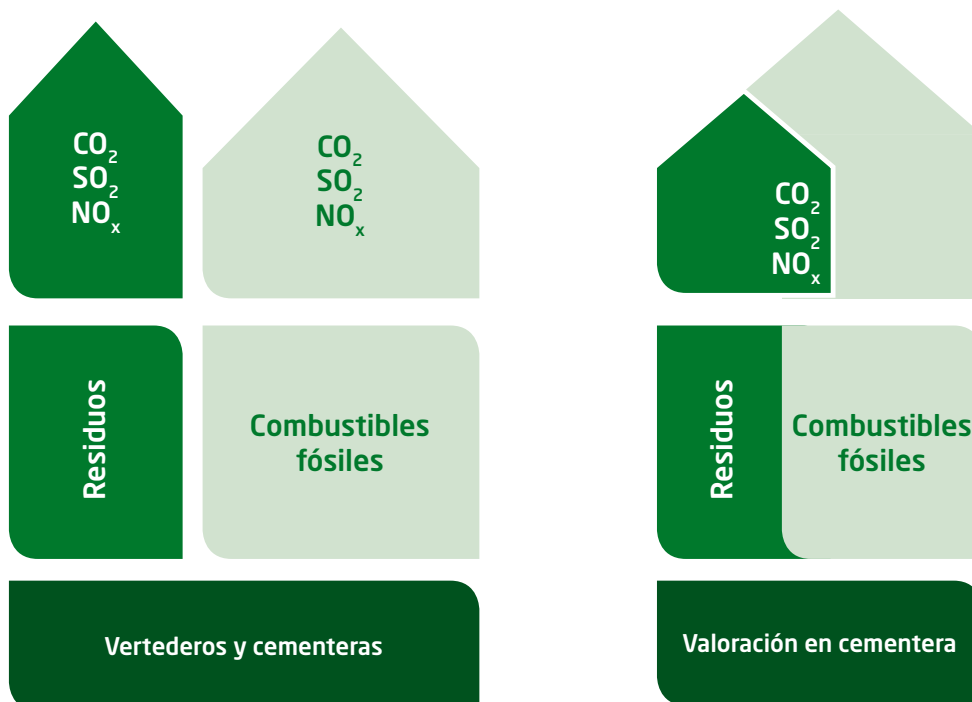 CO₂
SO₂
NOₓ
CO₂
SO₂
NOₓ
Residuos
Combustibles
fósiles
Vertederos y cementeras
CO₂
SO₂
NOₓ
Residuos
Combustibles
fósiles
Valoración en cementera